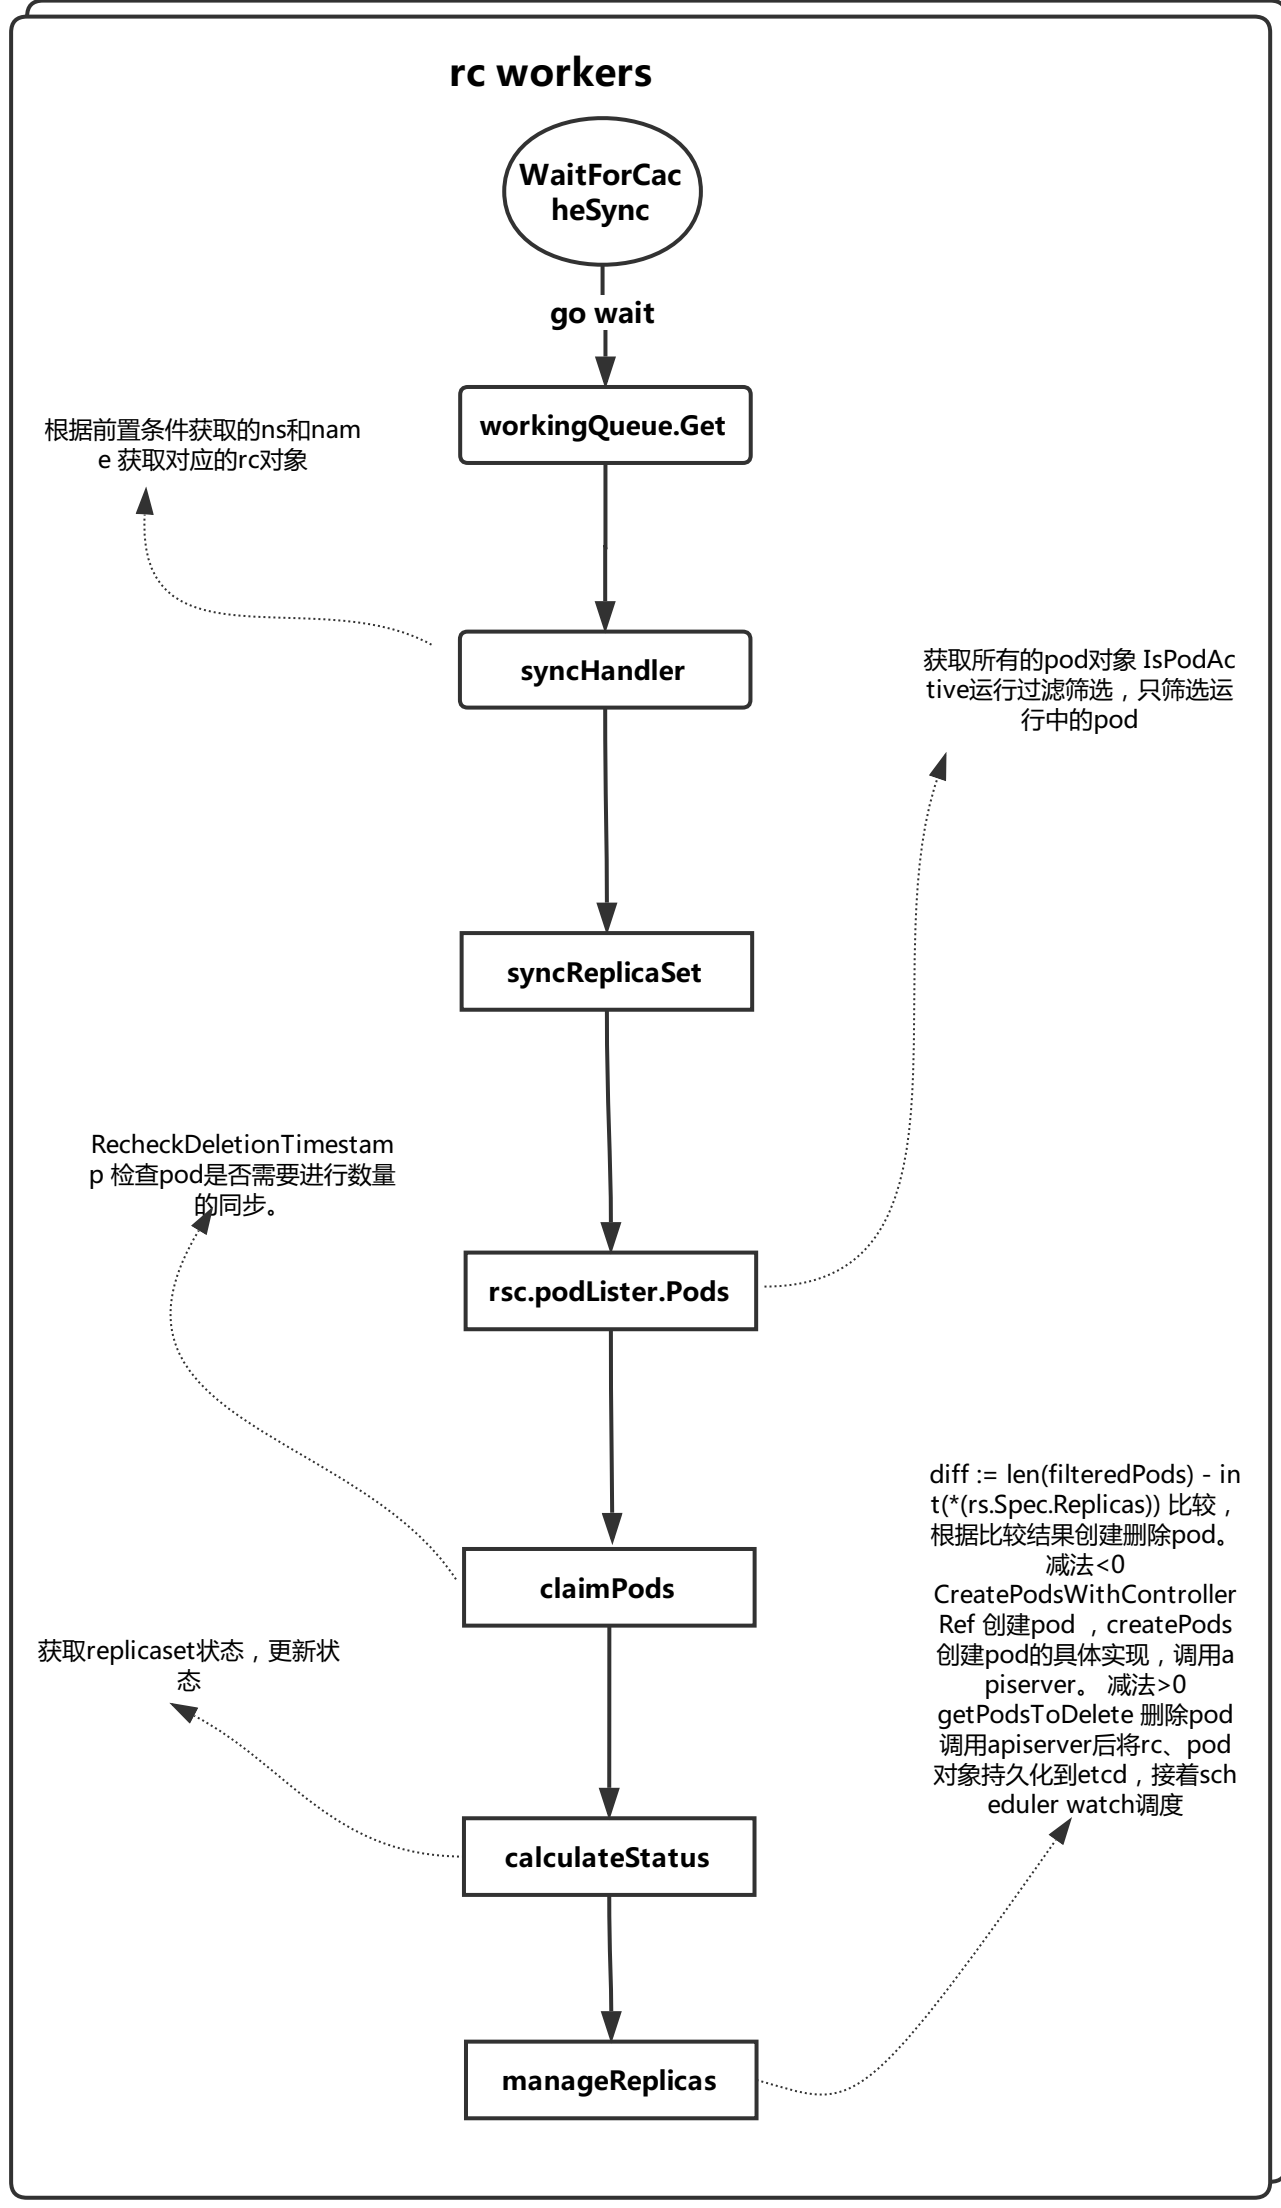 rc workers
WaitForCac
heSync
go wait
workingQueue.Get
根据前置条件获取的ns和nam
e 获取对应的rc对象
syncHandler
获取所有的pod对象 IsPodAc
tive运行过滤筛选，只筛选运
行中的pod
syncReplicaSet
RecheckDeletionTimestam
p 检查pod是否需要进行数量
的同步。
rsc.podLister.Pods
claimPods
diff := len(filteredPods) - in
t(*(rs.Spec.Replicas)) 比较，
根据比较结果创建删除pod。
减法<0
CreatePodsWithController
Ref 创建pod ，createPods
创建pod的具体实现，调用a
piserver。 减法>0
getPodsToDelete 删除pod
调用apiserver后将rc、pod
对象持久化到etcd，接着sch
eduler watch调度
获取replicaset状态，更新状
态
calculateStatus
manageReplicas